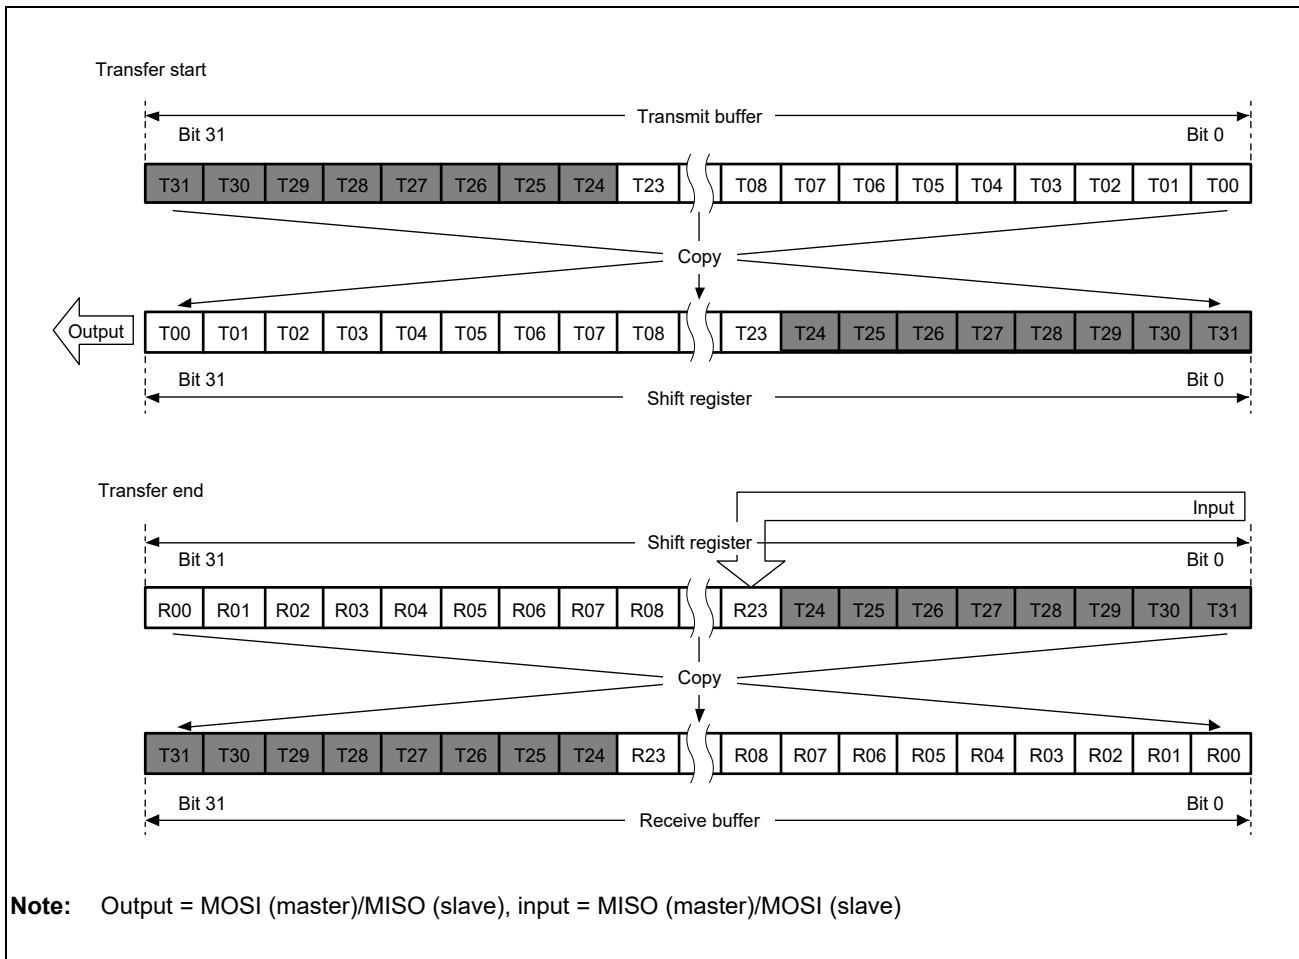 Transfer start
Transmit buffer
Bit 31 Bit 0
T31 T30 T29 T28 T27 T26 T25 T24 T23 T08 T07 T06 T05 T04 T03 T02 T01 T00
Copy
Output T00 T01 T02 T03 T04 T05 T06 T07 T08 T23 T24 T25 T26 T27 T28 T29 T30 T31
Bit 31 Bit 0
Shift register
Transfer end
Input
Shift register
Bit 31 Bit 0
R00 R01 R02 R03 R04 R05 R06 R07 R08 R23 T24 T25 T26 T27 T28 T29 T30 T31
Copy
T31 T30 T29 T28 T27 T26 T25 T24 R23 R08 R07 R06 R05 R04 R03 R02 R01 R00
Bit 31 Bit 0
Receive buffer
Note: Output = MOSI (master)/MISO (slave), input = MISO (master)/MOSI (slave)